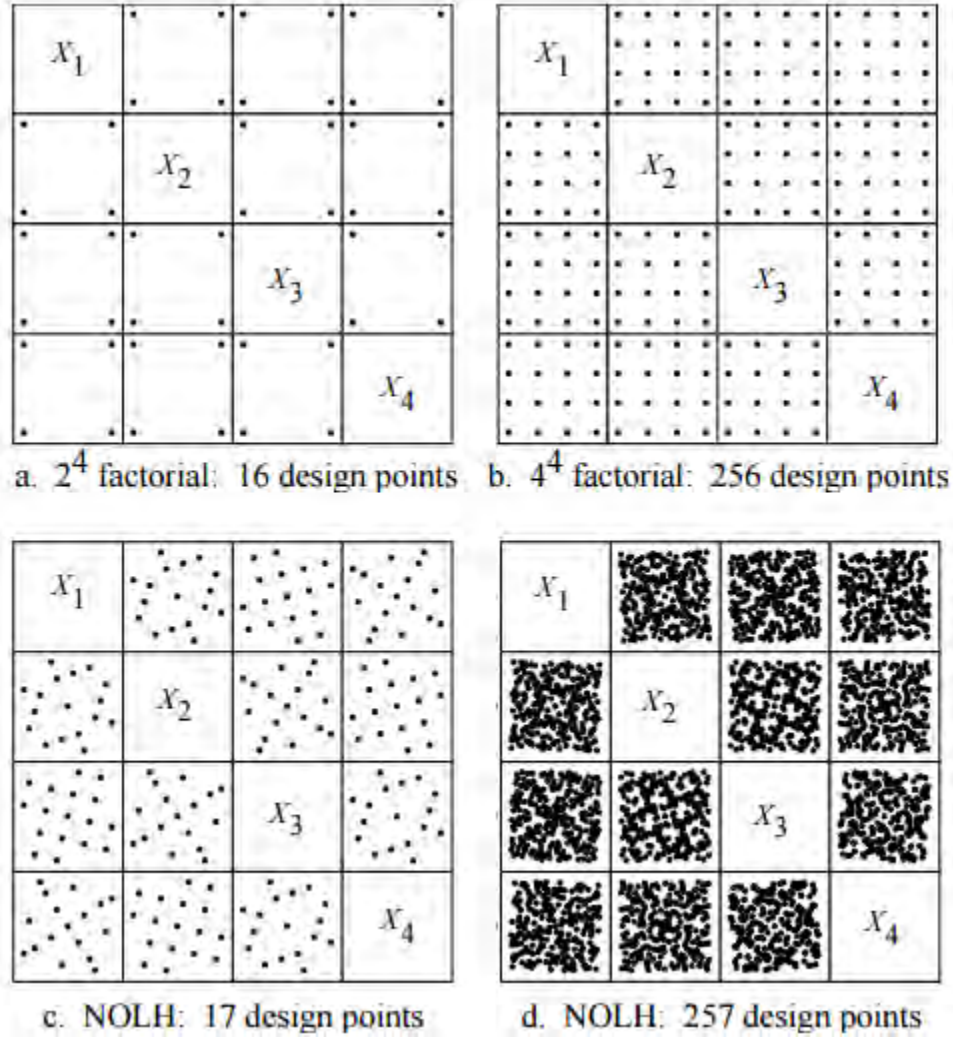 X1
X2
X3
X4
a. 2^4 factorial: 16 design points
X1
X2
X3
X4
b. 4^4 factorial: 256 design points
X1
X2
X3
X4
c. NOLH: 17 design points
X1
X2
X3
X4
d. NOLH: 257 design points